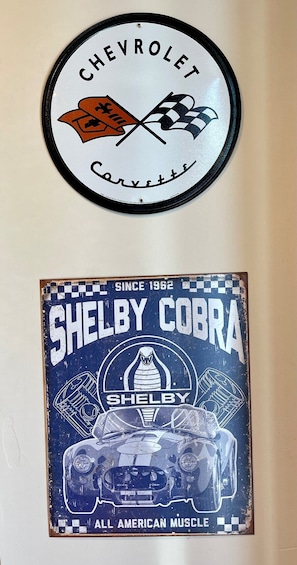 CHEVROLET
Corvette
SINCE 1962
SHELBY COBRA
SHELBY
ALL AMERICAN MUSCLE